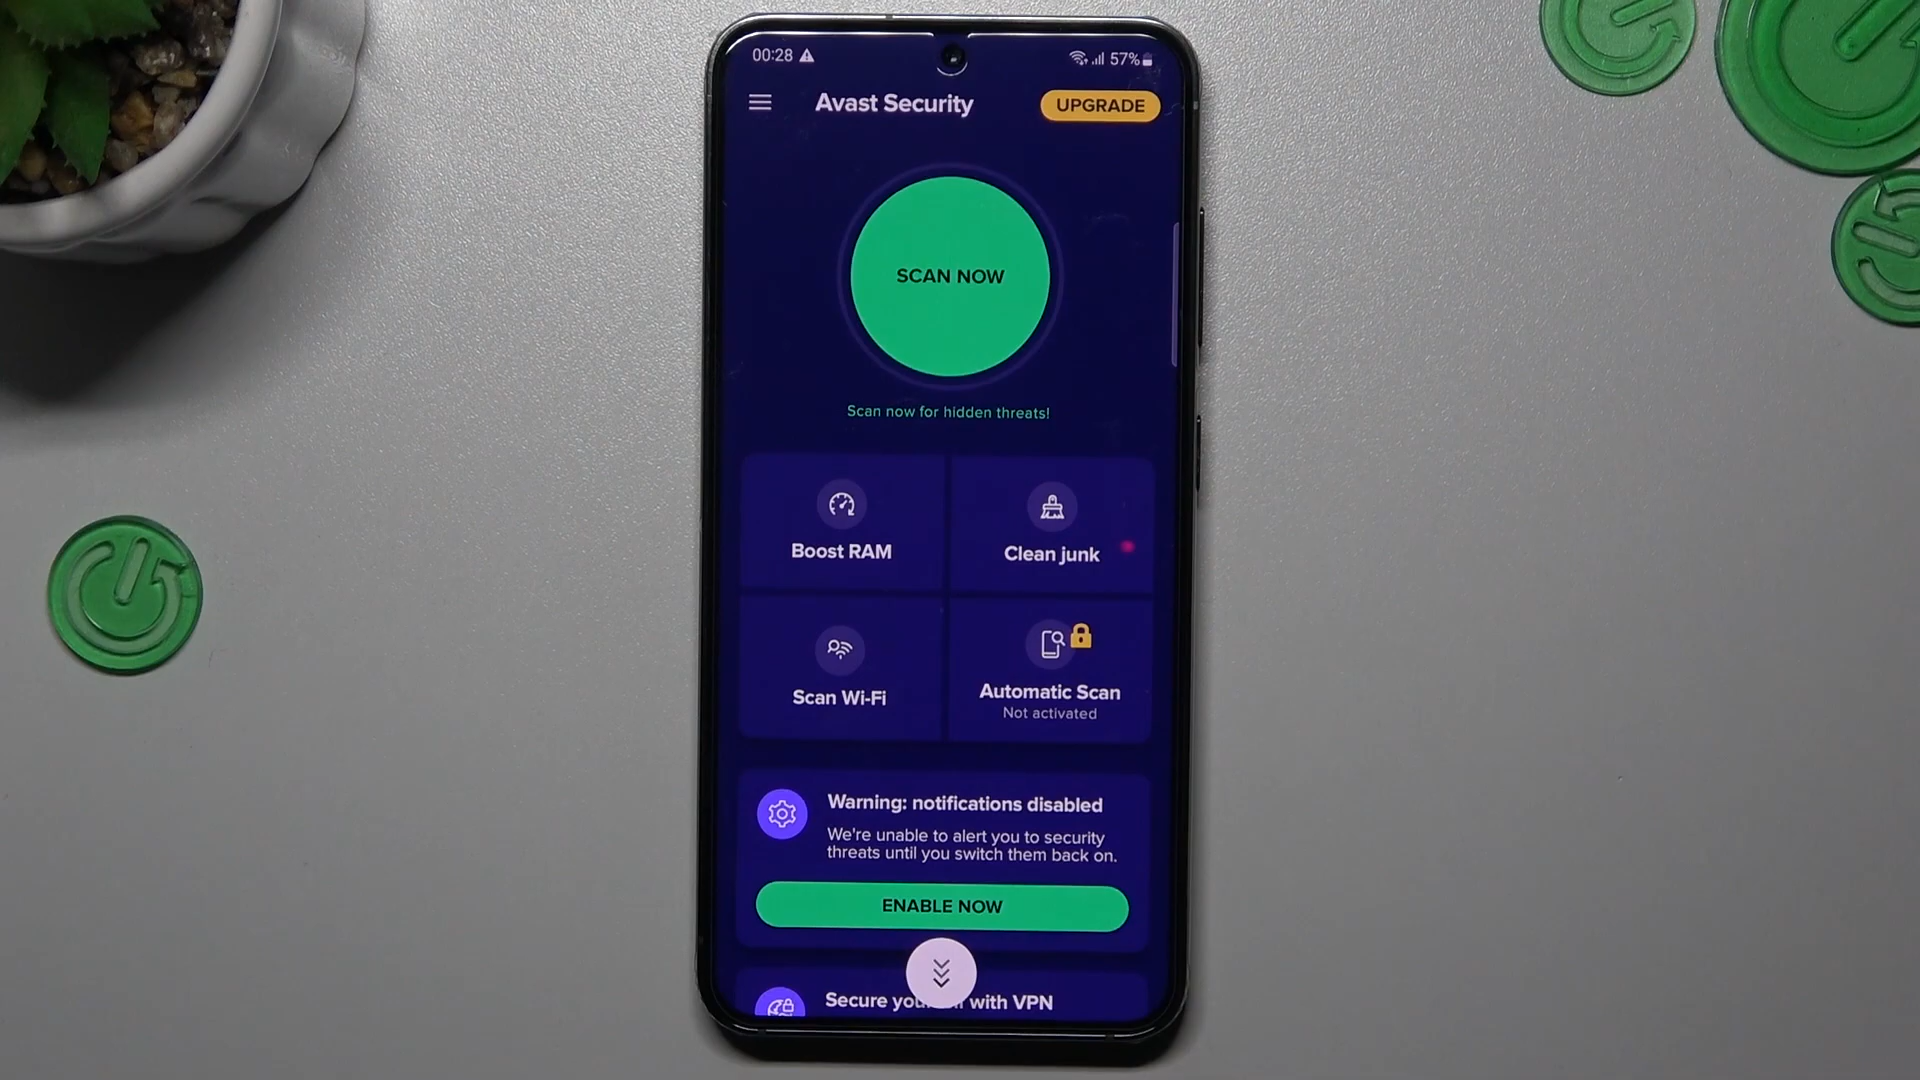 00:28 57%
Avast Security
UPGRADE
SCAN NOW
Scan now for hidden threats!
Boost RAM
Clean junk
Scan Wi-Fi
Automatic Scan
Not activated
Warning: notifications disabled
We're unable to alert you to security
threats until you switch them back on.
ENABLE NOW
Secure you with VPN